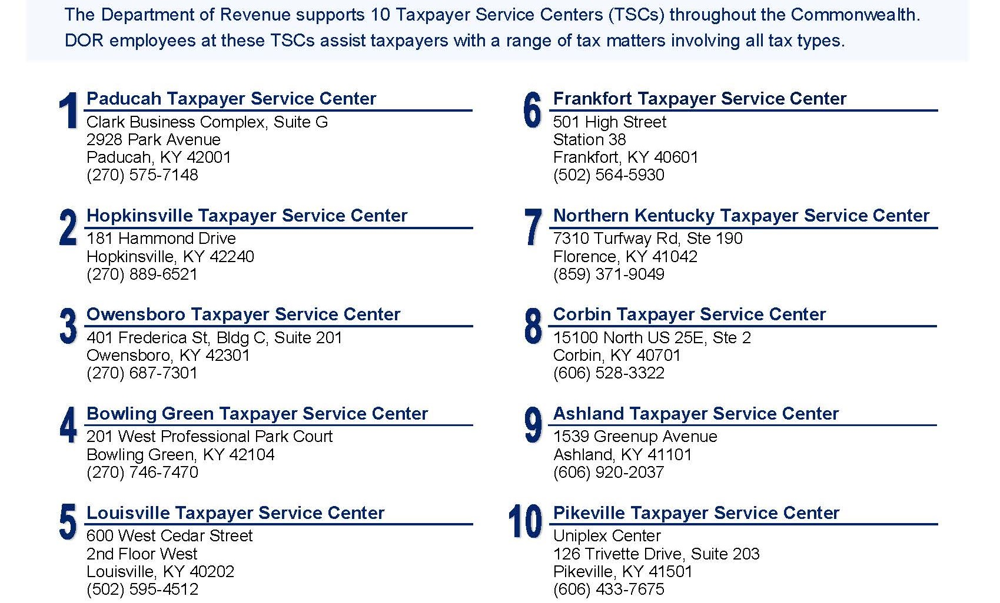 The Department of Revenue supports 10 Taxpayer Service Centers (TSCs) throughout the Commonwealth.
DOR employees at these TSCs assist taxpayers with a range of tax matters involving all tax types.
1 Paducah Taxpayer Service Center
Clark Business Complex, Suite G
2928 Park Avenue
Paducah, KY 42001
(270) 575-7148
2 Hopkinsville Taxpayer Service Center
181 Hammond Drive
Hopkinsville, KY 42240
(270) 889-6521
3 Owensboro Taxpayer Service Center
401 Frederica St, Bldg C, Suite 201
Owensboro, KY 42301
(270) 687-7301
4 Bowling Green Taxpayer Service Center
201 West Professional Park Court
Bowling Green, KY 42104
(270) 746-7470
5 Louisville Taxpayer Service Center
600 West Cedar Street
2nd Floor West
Louisville, KY 40202
(502) 595-4512
6 Frankfort Taxpayer Service Center
501 High Street
Station 38
Frankfort, KY 40601
(502) 564-5930
7 Northern Kentucky Taxpayer Service Center
7310 Turfway Rd, Ste 190
Florence, KY 41042
(859) 371-9049
8 Corbin Taxpayer Service Center
15100 North US 25E, Ste 2
Corbin, KY 40701
(606) 528-3322
9 Ashland Taxpayer Service Center
1539 Greenup Avenue
Ashland, KY 41101
(606) 920-2037
10 Pikeville Taxpayer Service Center
Uniplex Center
126 Trivette Drive, Suite 203
Pikeville, KY 41501
(606) 433-7675